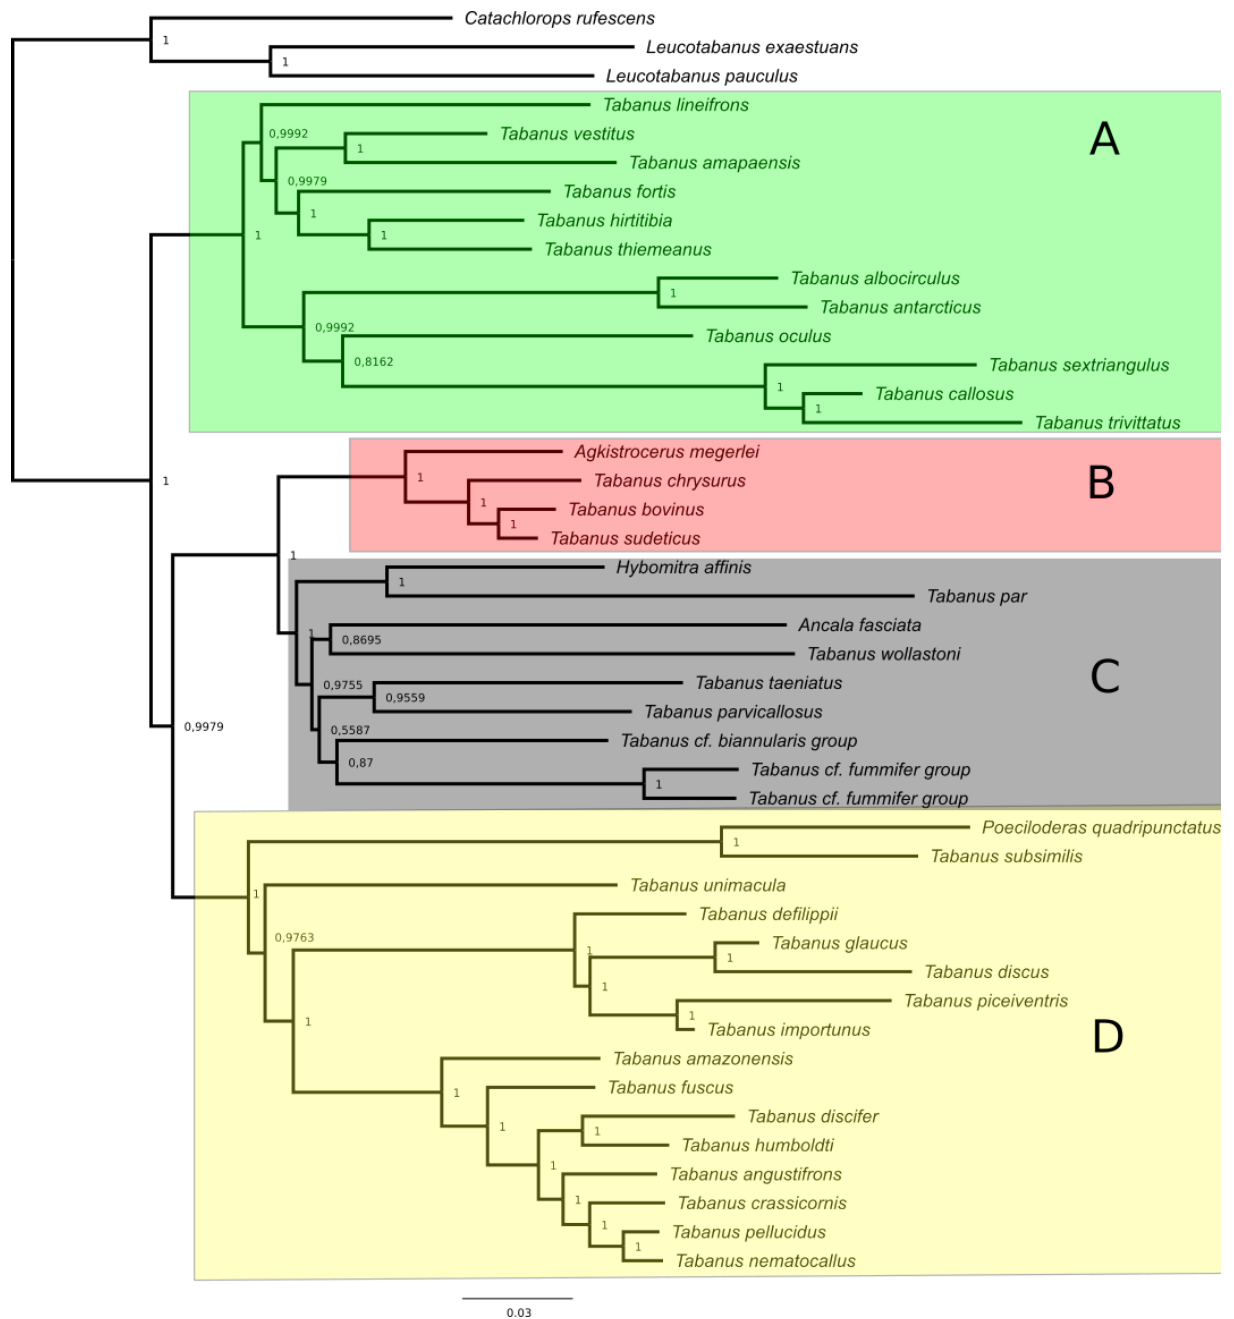 Catachlorops rufescens
1
Leucotabanus exaestuans
1
Leucotabanus pauculus
Tabanus lineifrons
A
0,9992
Tabanus vestitus
1
Tabanus amapaensis
0,9979
Tabanus fortis
1
Tabanus hirtitibia
1
1
Tabanus thiemeanus
Tabanus albocirculus
1
Tabanus antarcticus
0,9992
Tabanus oculus
0,8162
Tabanus sextriangulus
1
Tabanus callosus
1
Tabanus trivittatus
Agkistrocerus megerlei
1
1
Tabanus chrysurus
B
1
Tabanus bovinus
1
Tabanus sudeticus
1
Hybomitra affinis
1
Tabanus par
Ancala fasciata
1
0,8695
Tabanus wollastoni
C
0,9755
Tabanus taeniatus
0,9559
Tabanus parvicallosus
0,9979
0,5587
Tabanus cf. biannularis group
0,87
Tabanus cf. fummifer group
1
Tabanus cf. fummifer group
Poeciloderas quadripunctatus
1
Tabanus subsimilis
1
Tabanus unimacula
Tabanus defilippii
0,9763
Tabanus glaucus
1
1
Tabanus discus
1
Tabanus piceiventris
1
1
Tabanus importunus
D
Tabanus amazonensis
1
Tabanus fuscus
1
Tabanus discifer
1
Tabanus humboldti
1
Tabanus angustifrons
1
Tabanus crassicornis
1
Tabanus pellucidus
1
Tabanus nematocallus
0.03